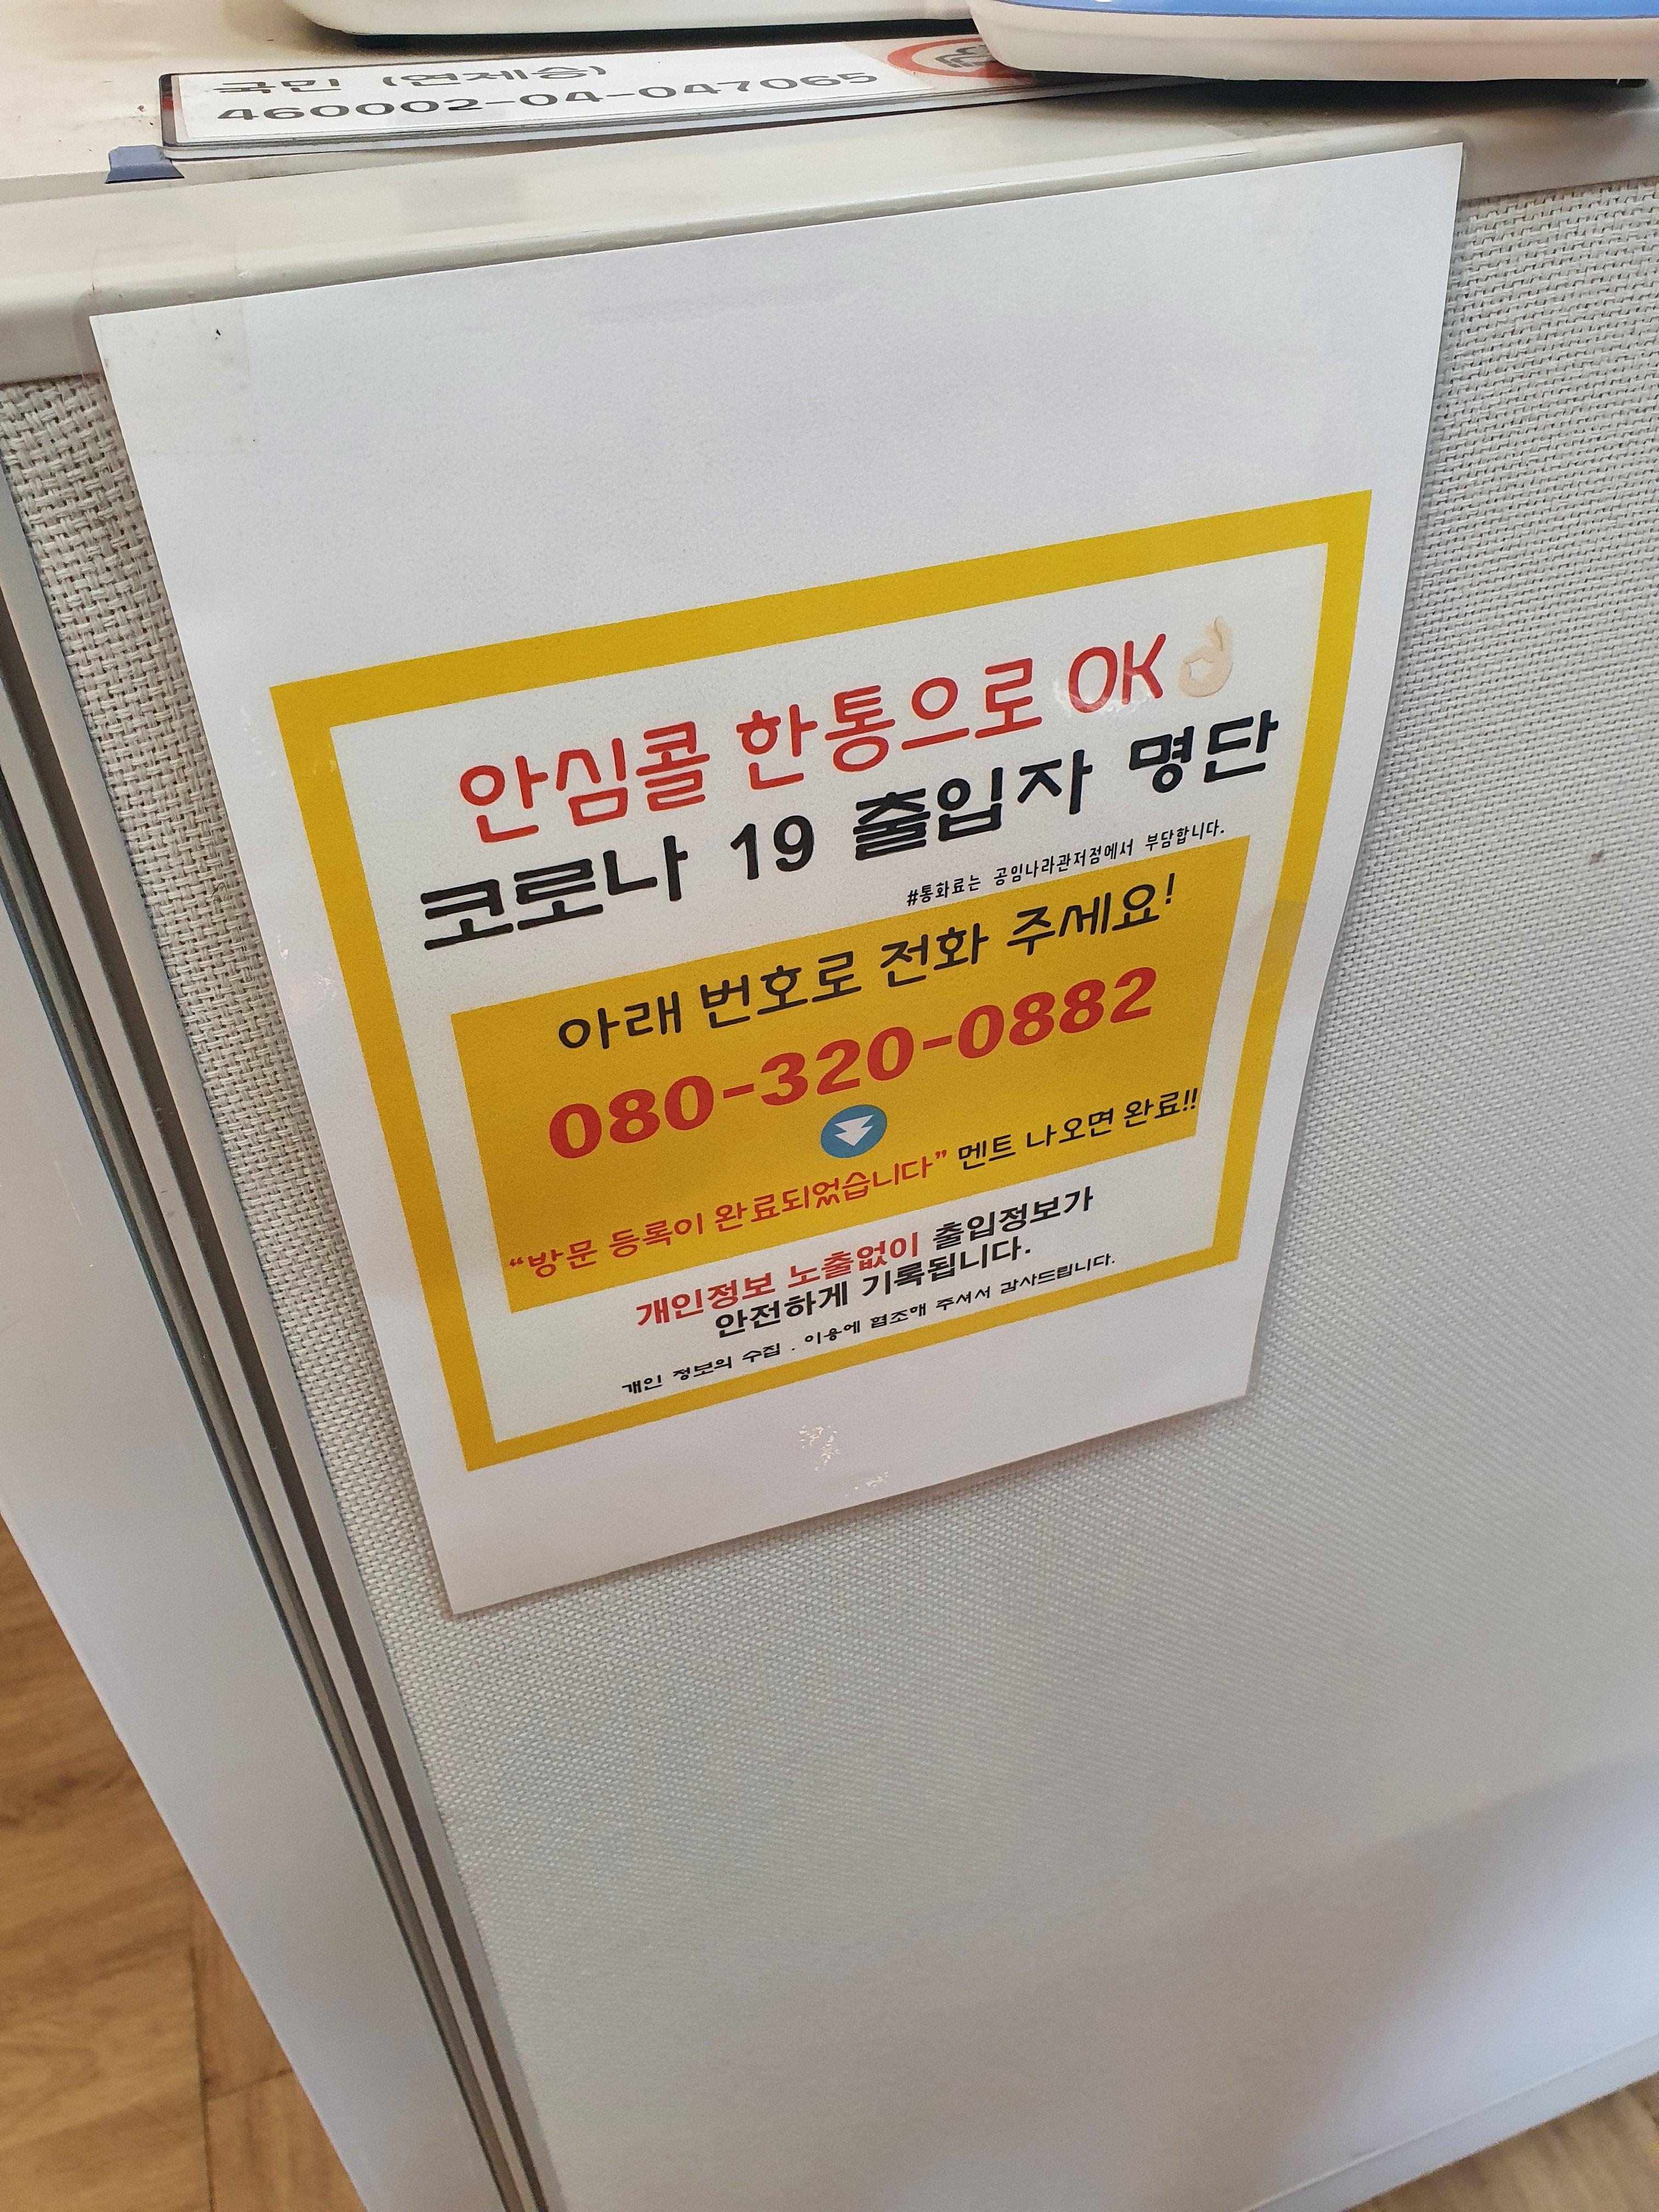 국민 (연제승)
460002-04-047065
안심콜 한통으로 OK👌🏻
코로나 19 출입자 명단
#통화료는 공임나라관저점에서 부담합니다.
아래 번호로 전화 주세요!
080-320-0882
“방문 등록이 완료되었습니다” 멘트 나오면 완료!!
개인정보 노출없이 출입정보가
안전하게 기록됩니다.
개인 정보의 수집 . 이용에 협조해 주셔서 감사드립니다.